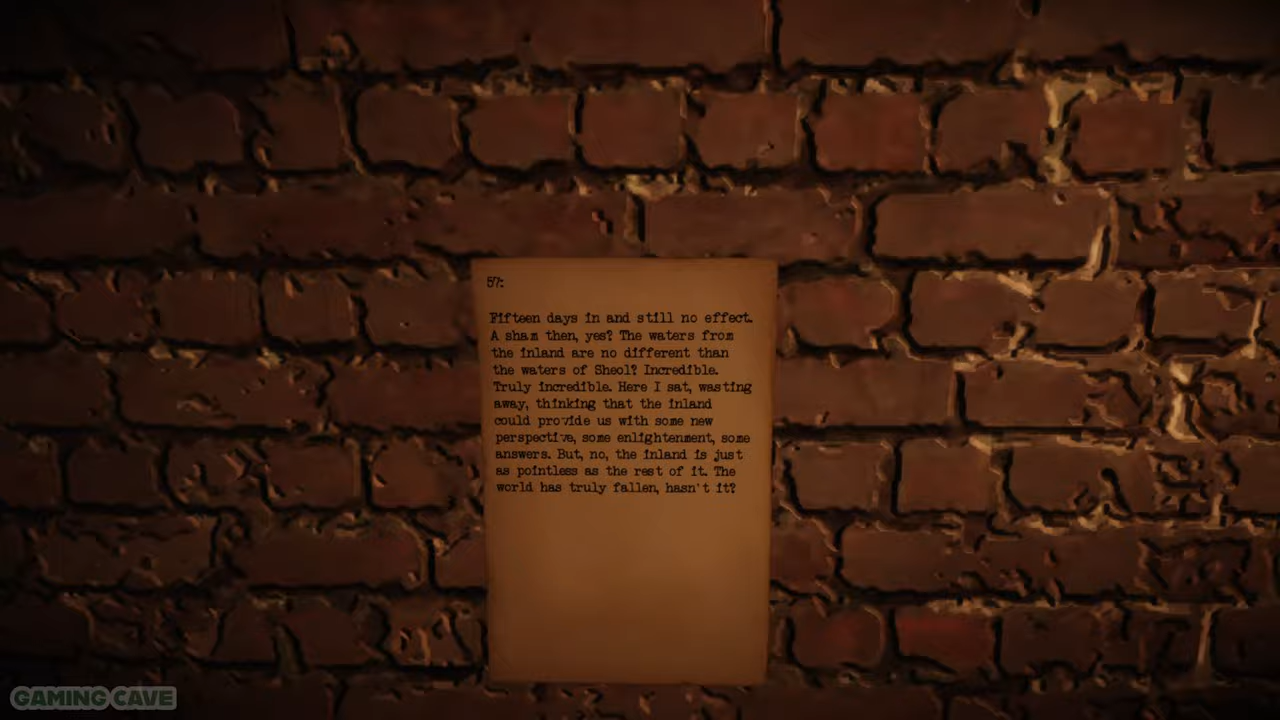 57:
Fifteen days in and still no effect.
A sham then, yes? The waters from
the inland are no different than
the waters of Sheol? Incredible.
Truly incredible. Here I sat, wasting
away, thinking that the inland
could provide us with some new
perspective, some enlightenment, some
answers. But, no, the inland is just
as pointless as the rest of it. The
world has truly fallen, hasn't it?
GAMING CAVE